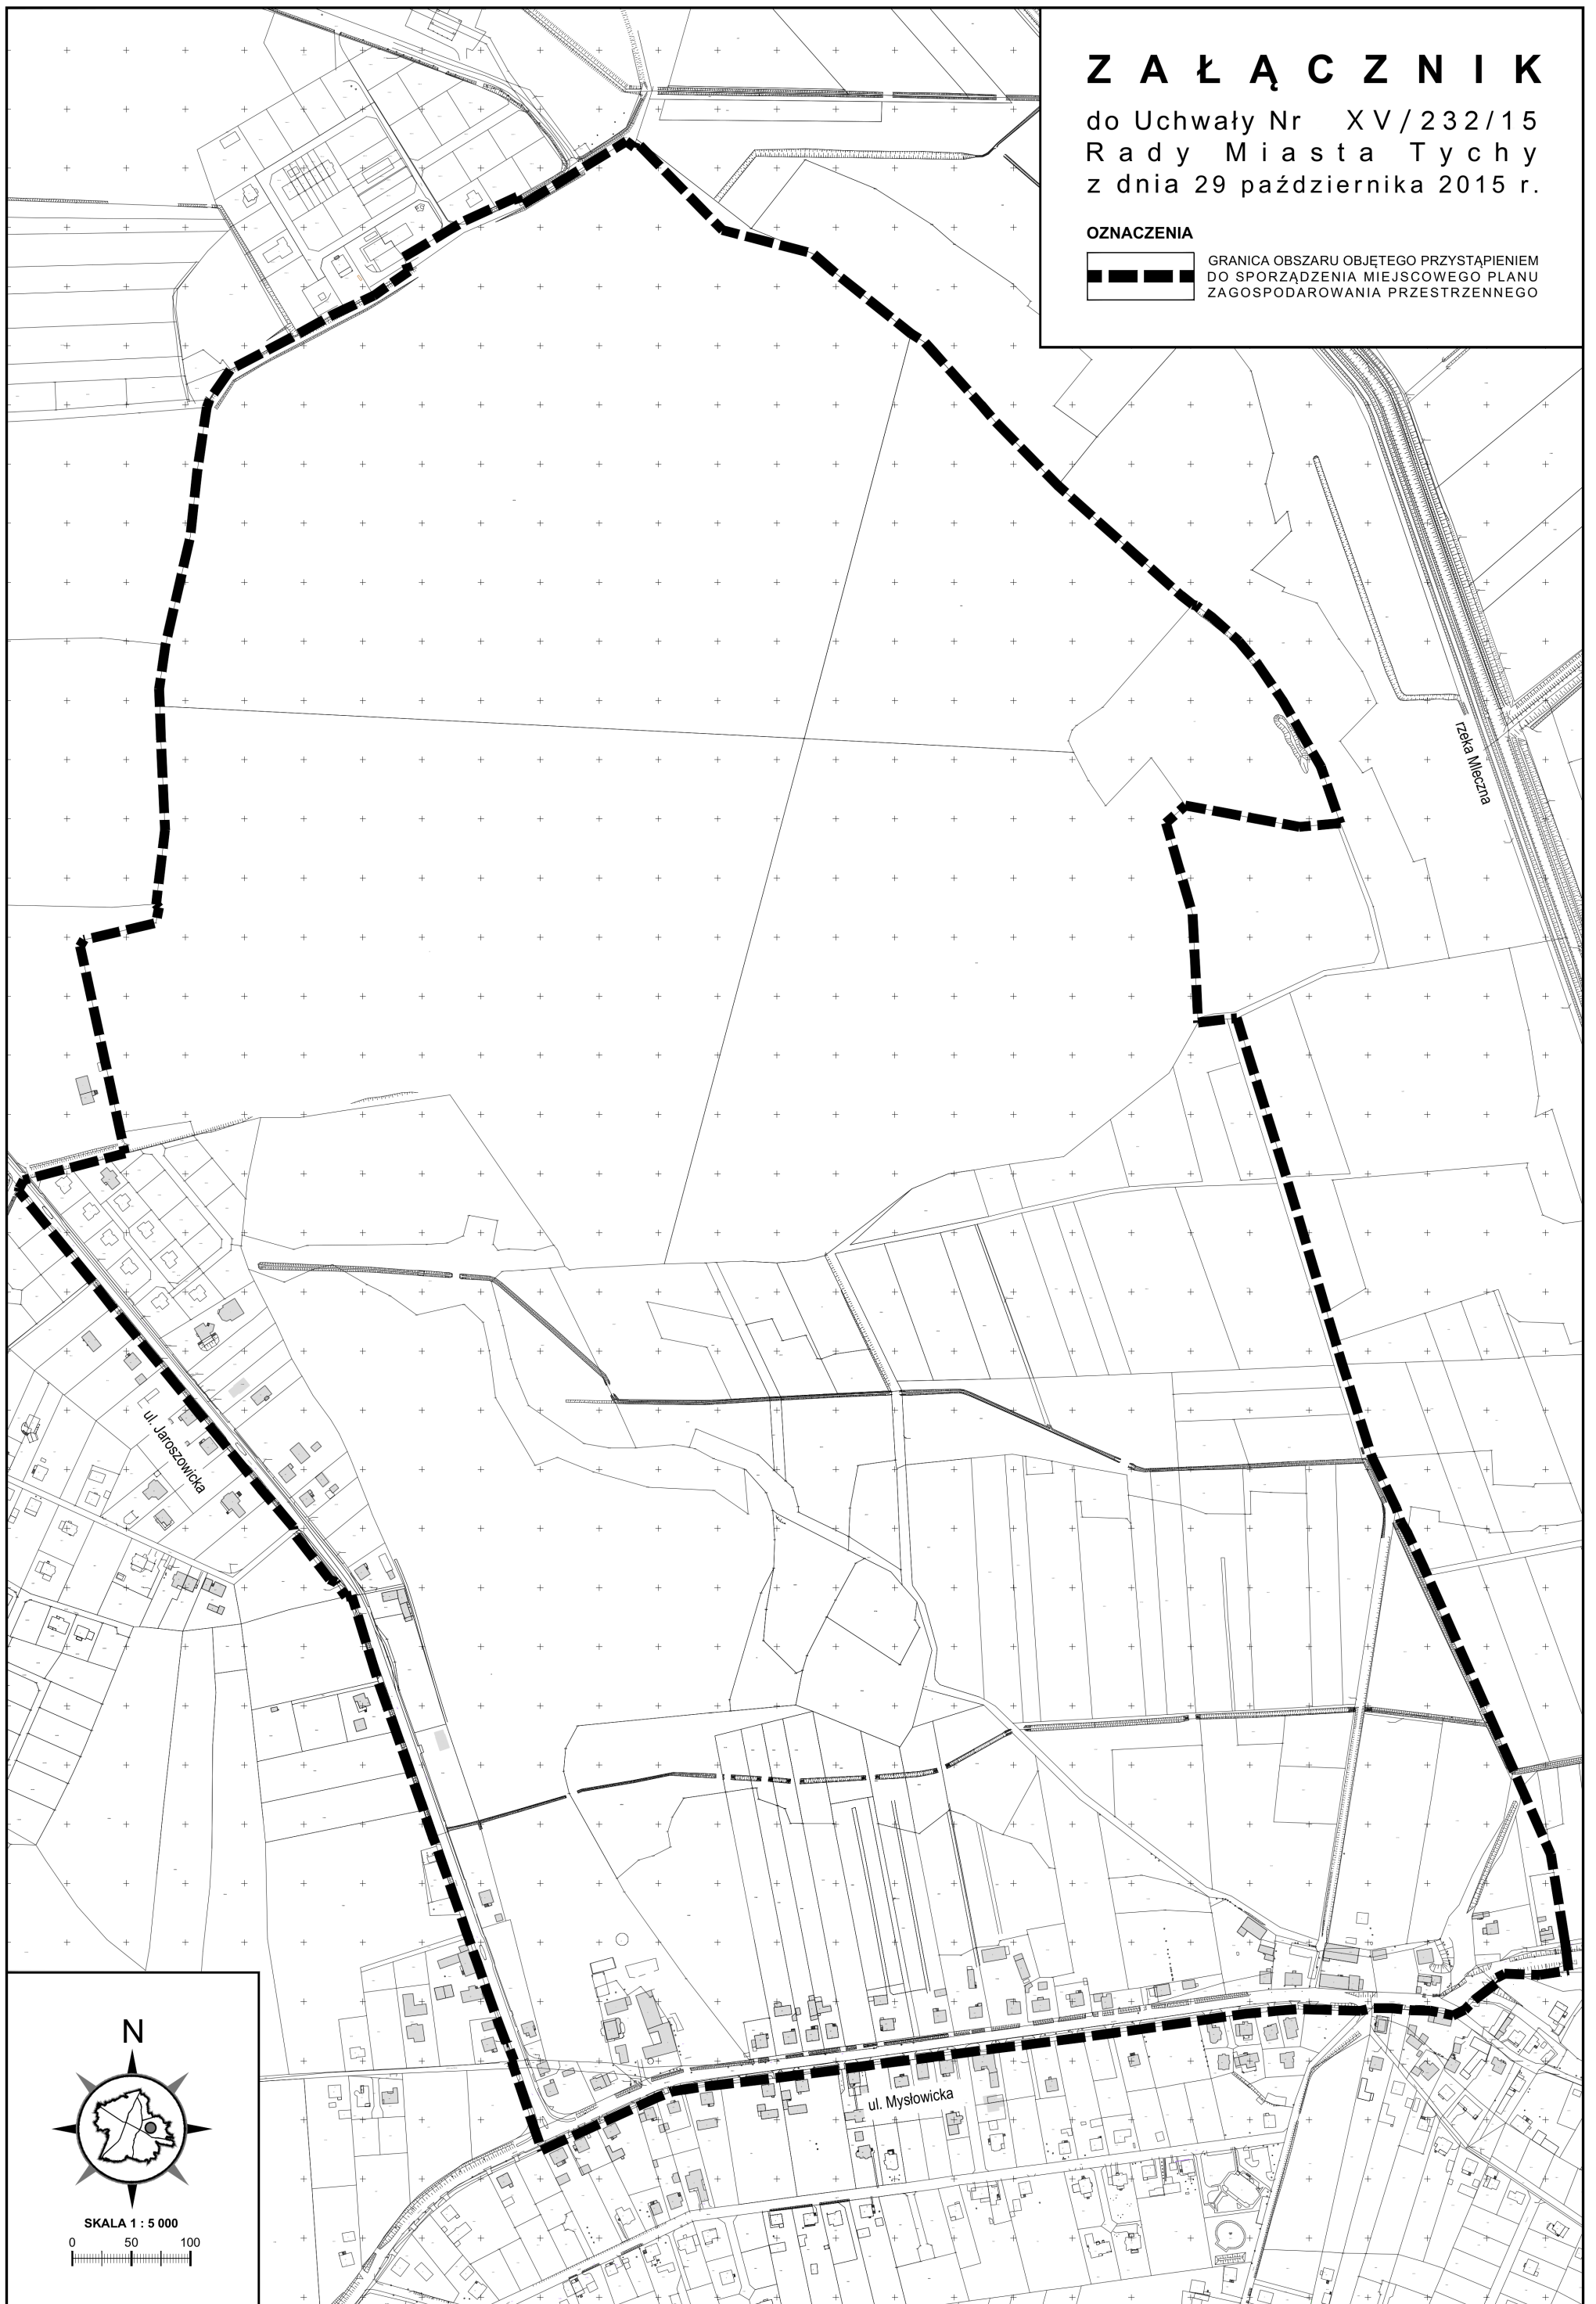 ZAŁĄCZNIK
do Uchwały Nr XV/232/15
Rady Miasta Tychy
z dnia 29 października 2015 r.
OZNACZENIA
GRANICA OBSZARU OBJĘTEGO PRZYSTĄPIENIEM
DO SPORZĄDZENIA MIEJSCOWEGO PLANU
ZAGOSPODAROWANIA PRZESTRZENNEGO
rzeka Mleczna
ul. Jaroszowicka
ul. Mysłowicka
N
SKALA 1 : 5 000
0 50 100